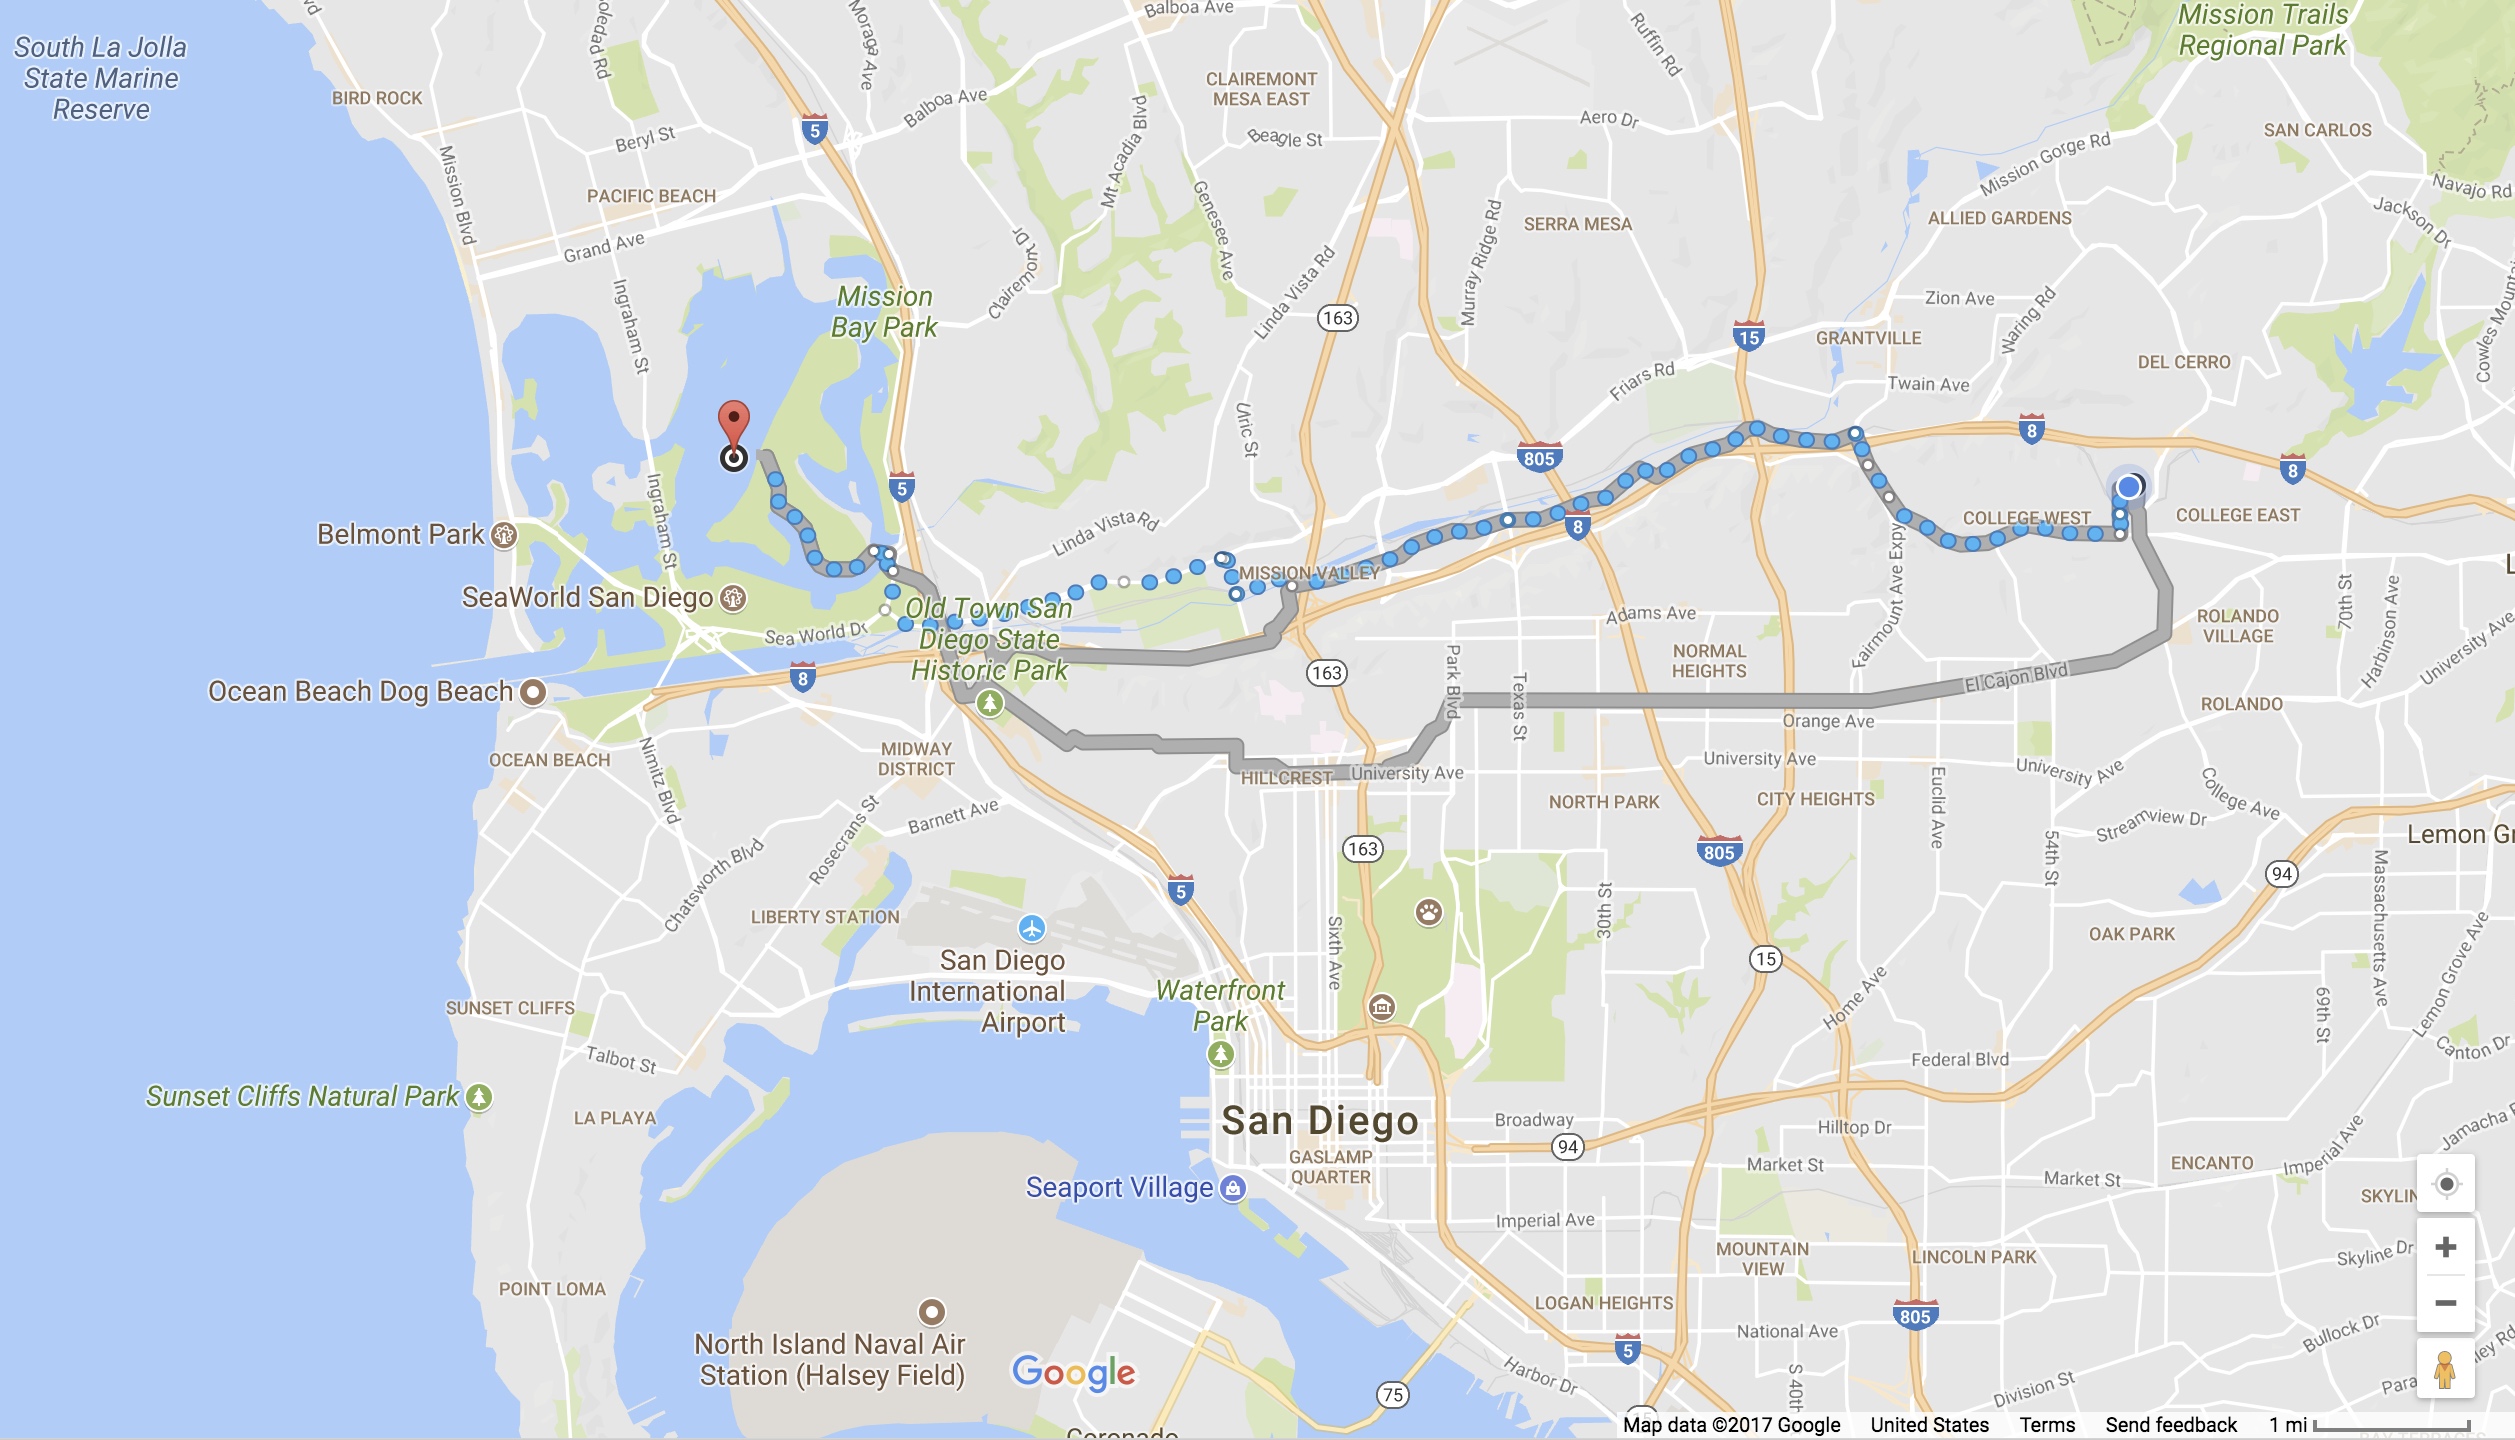 Balboa Ave
Moraga Ave
Ruffin Rd
Mission Trails
Regional Park
South La Jolla
State Marine
Reserve
BIRD ROCK
Balboa Ave
CLAIREMONT
MESA EAST
Beryl St
5
Mt Acadia Blvd
Beagle St
Aero Dr
SAN CARLOS
Mission Gorge Rd
Navajo Rd
Mission Blvd
PACIFIC BEACH
Genesee Ave
SERRA MESA
ALLIED GARDENS
Jackson Dr
Grand Ave
Clairemont Dr
Linda Vista Rd
Murray Ridge Rd
Mission
Bay Park
Ingraham St
163
15
Zion Ave
Waring Rd
GRANTVILLE
DEL CERRO
Friars Rd
Twain Ave
Ulric St
805
8
8
5
Ingraham St
Linda Vista Rd
8
COLLEGE WEST
COLLEGE EAST
Belmont Park
Fairmount Ave Expy
MISSION VALLEY
SeaWorld San Diego
Old Town San
Diego State
Historic Park
Sea World Dr
Adams Ave
ROLANDO
VILLAGE
70th St
Harbinson Ave
University Ave
8
163
NORMAL
HEIGHTS
Park Blvd
Texas St
El Cajon Blvd
Ocean Beach Dog Beach
ROLANDO
Orange Ave
OCEAN BEACH
Nimitz Blvd
MIDWAY
DISTRICT
HILLCREST
University Ave
University Ave
University Ave
NORTH PARK
CITY HEIGHTS
Euclid Ave
College Ave
Barnett Ave
Rosecrans St
Chatsworth Blvd
Streamview Dr
Lemon Gr
163
805
54th St
94
Massachusetts Ave
5
LIBERTY STATION
30th St
Sixth Ave
San Diego
International
Airport
15
OAK PARK
Lemon Grove Ave
Home Ave
Waterfront
Park
SUNSET CLIFFS
69th St
Talbot St
Federal Blvd
Canton Dr
Sunset Cliffs Natural Park
LA PLAYA
San Diego
Broadway
94
Hilltop Dr
Imperial Ave
GASLAMP
QUARTER
Market St
Market St
ENCANTO
Seaport Village
Imperial Ave
SKYLIN
MOUNTAIN
VIEW
LINCOLN PARK
Skyline Dr
POINT LOMA
LOGAN HEIGHTS
805
National Ave
Bullock Dr
5
North Island Naval Air
Station (Halsey Field)
Google
Harbor Dr
S 40th
Division St
75
Map data ©2017 Google United States Terms Send feedback 1 mi